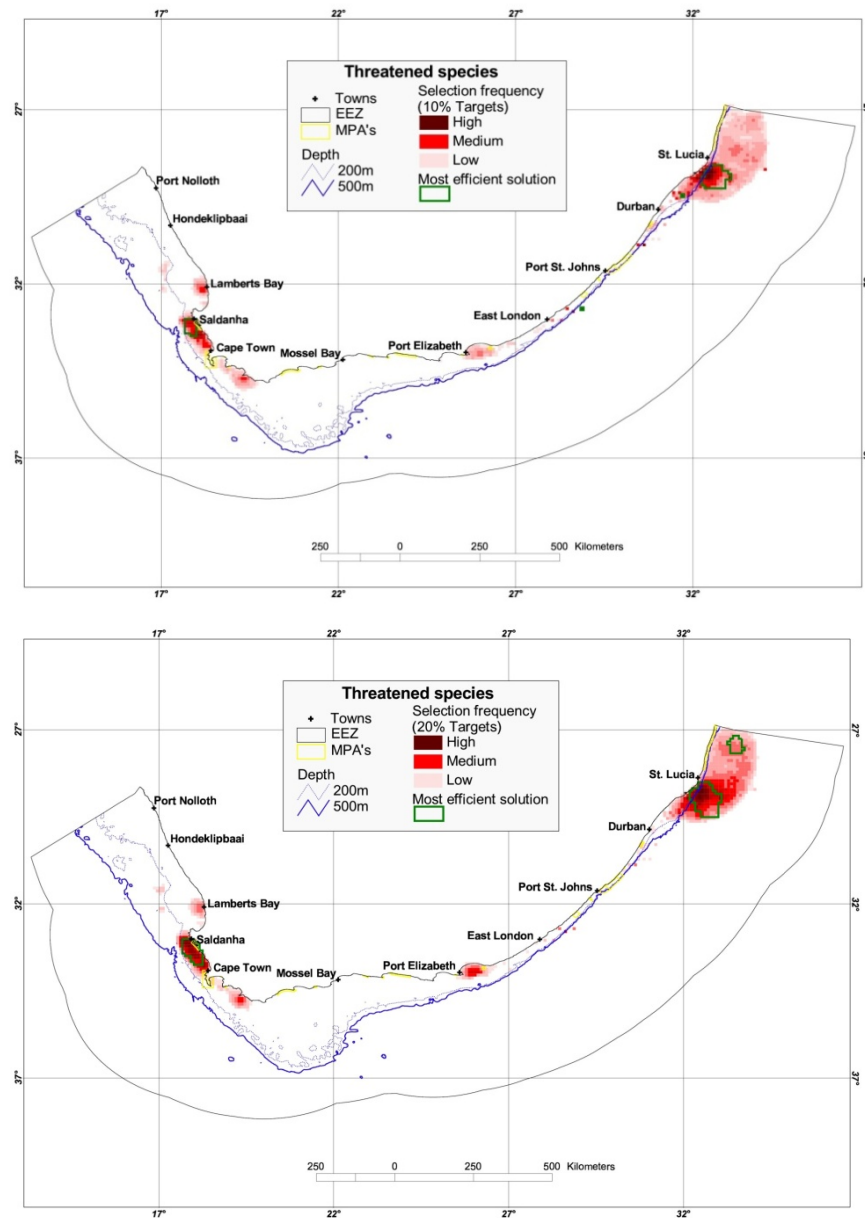 17°
22°
27°
32°
Threatened species
Towns
EEZ
MPA's
Depth
200m
500m
Selection frequency
(10% Targets)
High
Medium
Low
Most efficient solution
27°
27°
St. Lucia
Durban
Port Nolloth
Hondeklipbaai
Port St. Johns
32°
32°
Lamberts Bay
Saldanha
East London
Cape Town
Mossel Bay
Port Elizabeth
37°
37°
250 0 250 500 Kilometers
17°
22°
27°
32°
17°
22°
27°
32°
Threatened species
Towns
EEZ
MPA's
Depth
200m
500m
Selection frequency
(20% Targets)
High
Medium
Low
Most efficient solution
27°
27°
St. Lucia
Durban
Port Nolloth
Hondeklipbaai
Port St. Johns
32°
32°
Lamberts Bay
Saldanha
East London
Cape Town
Mossel Bay
Port Elizabeth
37°
37°
250 0 250 500 Kilometers
17°
22°
27°
32°